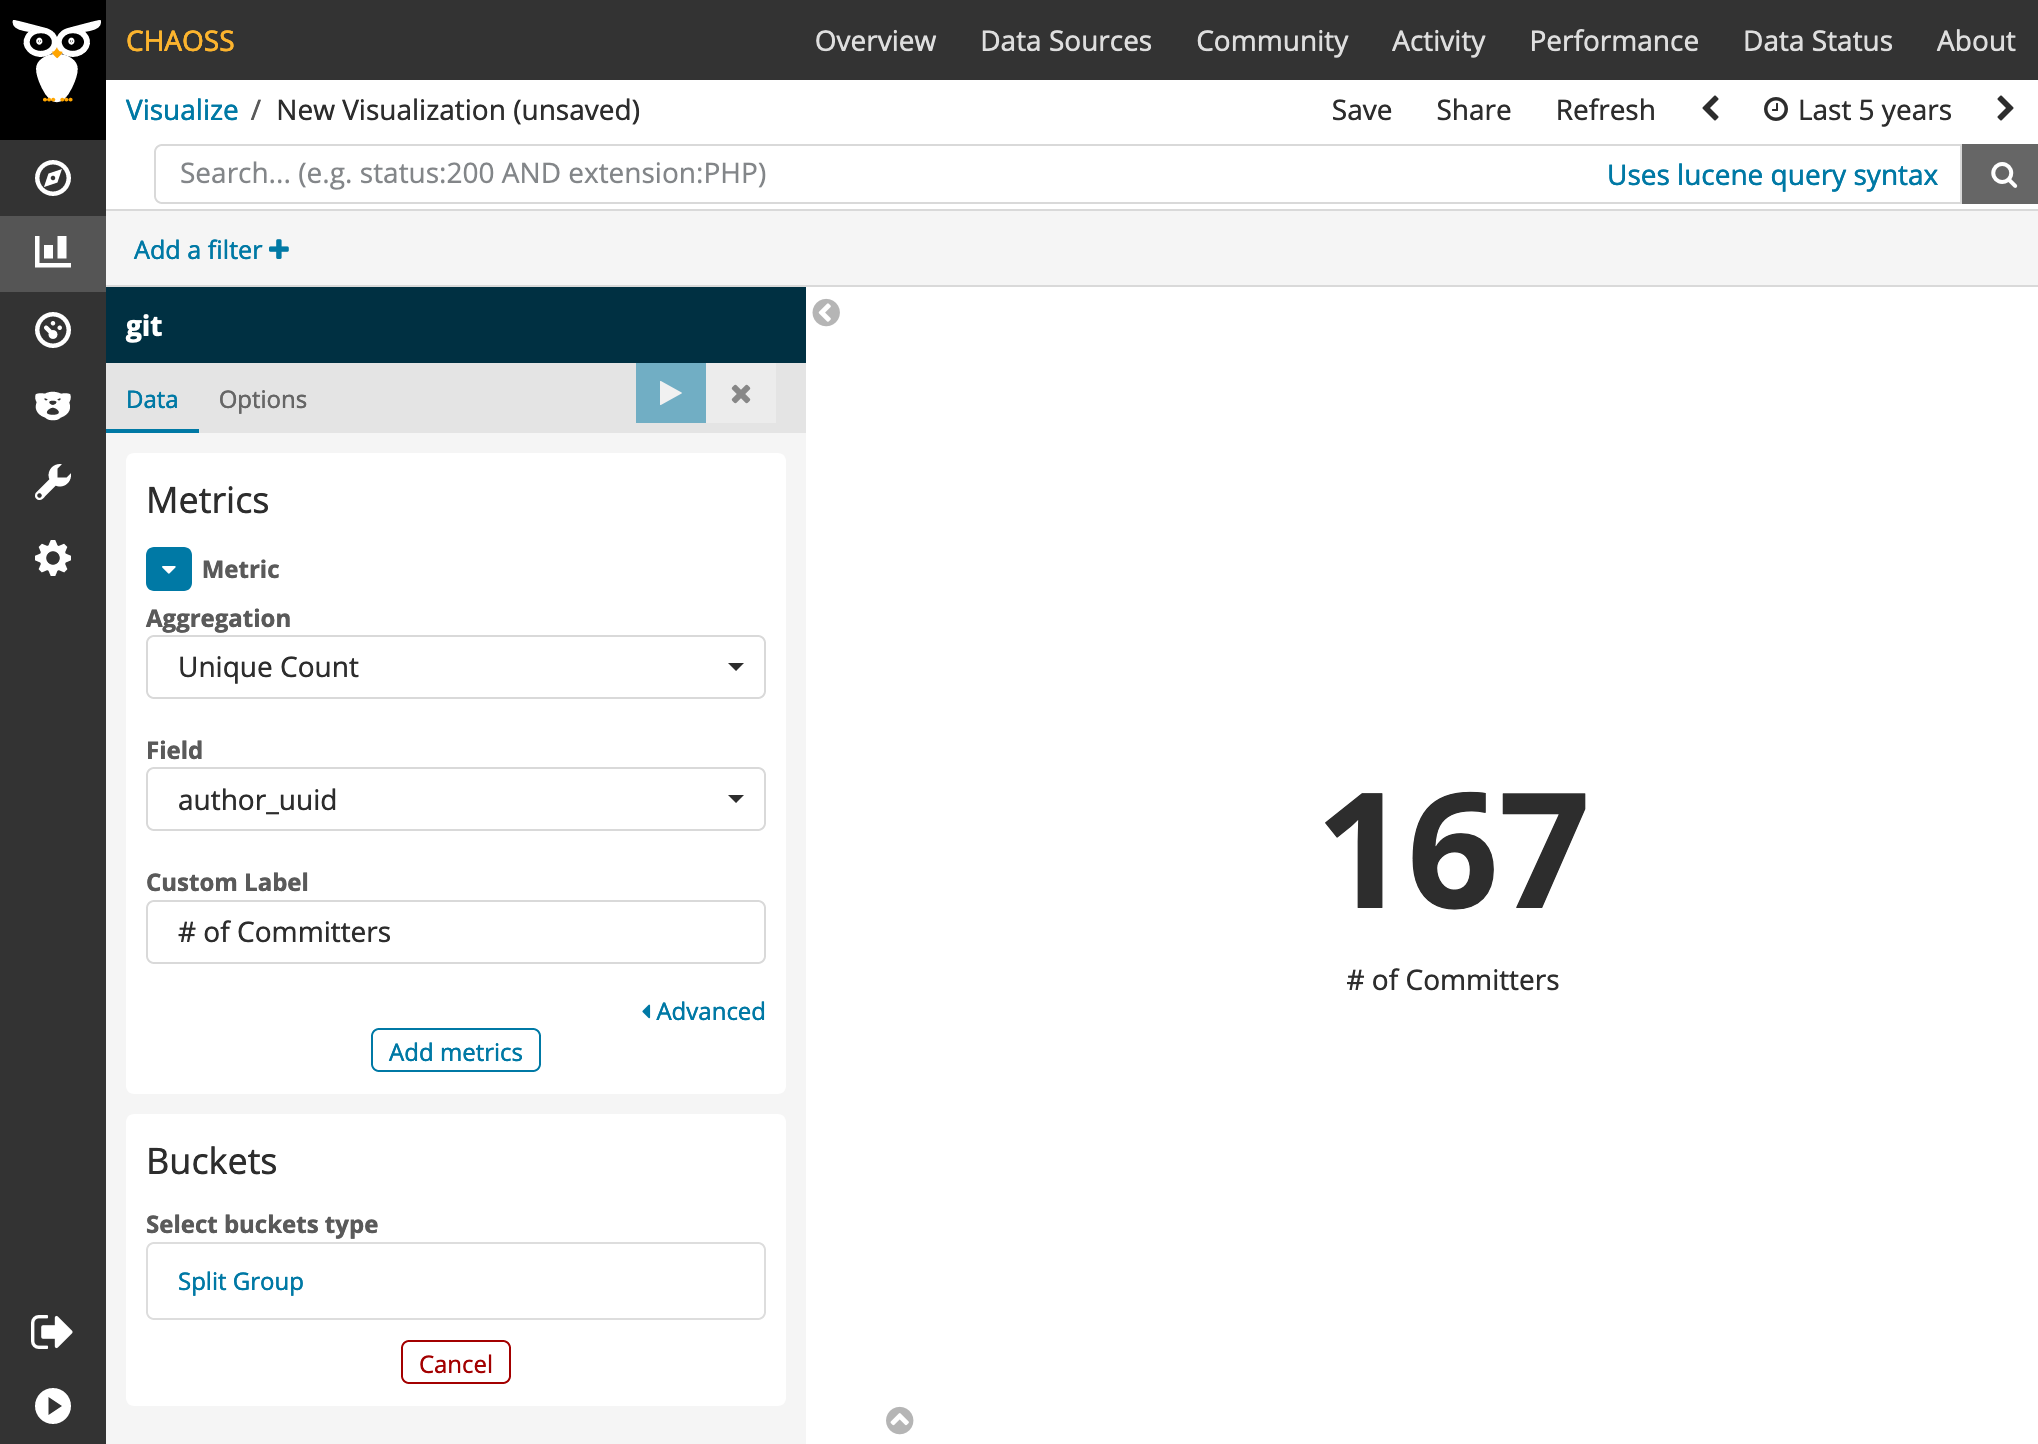 CHAOSS
Overview Data Sources Community Activity Performance Data Status About
Visualize / New Visualization (unsaved)
Save Share Refresh Last 5 years
Search... (e.g. status:200 AND extension:PHP)
Uses lucene query syntax
Add a filter
git
Data Options
Metrics
Metric
Aggregation
Unique Count
Field
author_uuid
Custom Label
# of Committers
Advanced
Add metrics
Buckets
Select buckets type
Split Group
Cancel
167
# of Committers